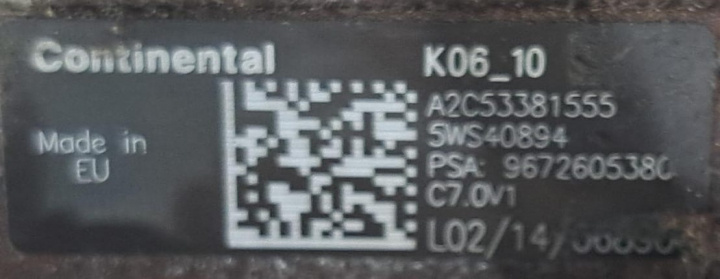 Continental
K06_10
A2C53381555
5WS40894
PSA: 9672605380
C7.0V1
Made in
EU
L02/14/